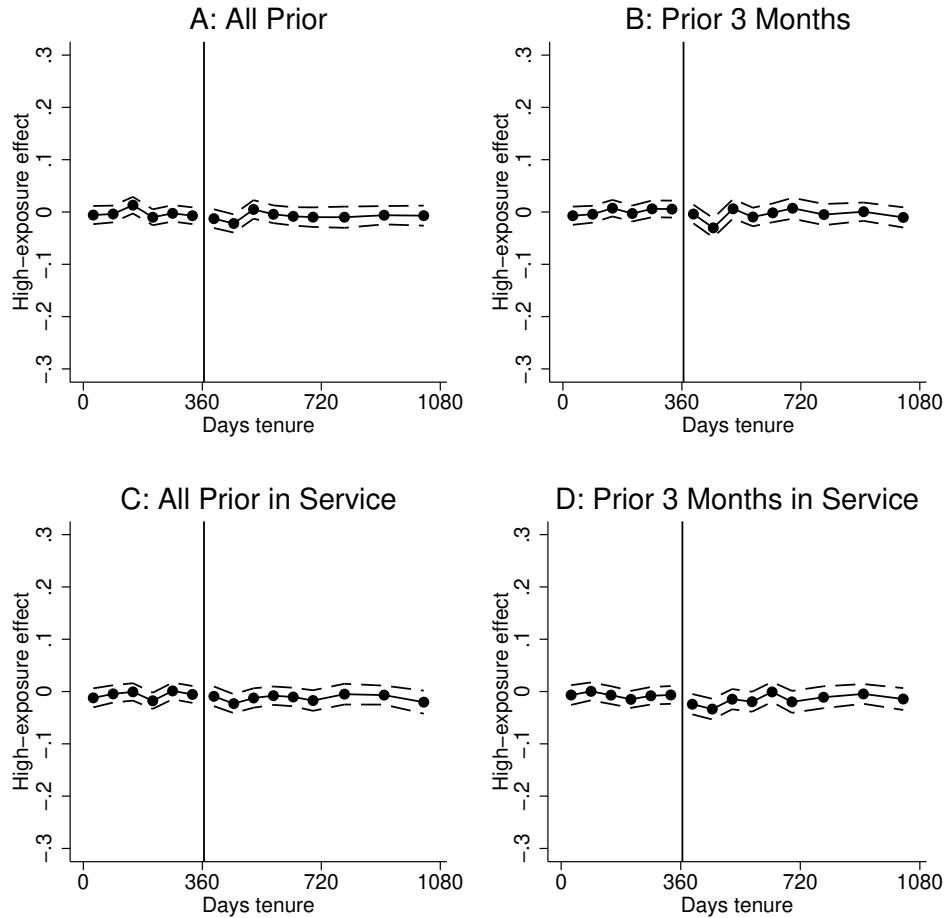 A: All Prior
High−exposure effect
.3
.2
.1
0
−.1
−.2
−.3
0 360 720 1080
Days tenure
B: Prior 3 Months
High−exposure effect
.3
.2
.1
0
−.1
−.2
−.3
0 360 720 1080
Days tenure
C: All Prior in Service
High−exposure effect
.3
.2
.1
0
−.1
−.2
−.3
0 360 720 1080
Days tenure
D: Prior 3 Months in Service
High−exposure effect
.3
.2
.1
0
−.1
−.2
−.3
0 360 720 1080
Days tenure